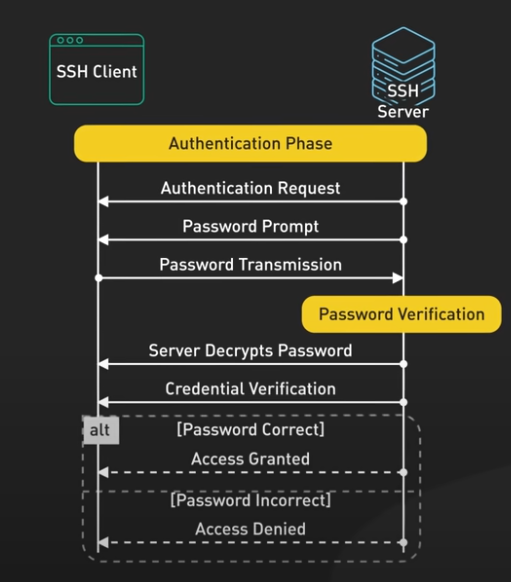 SSH Client
SSH
Server
Authentication Phase
Authentication Request
Password Prompt
Password Transmission
Password Verification
Server Decrypts Password
Credential Verification
alt
[Password Correct]
Access Granted
[Password Incorrect]
Access Denied